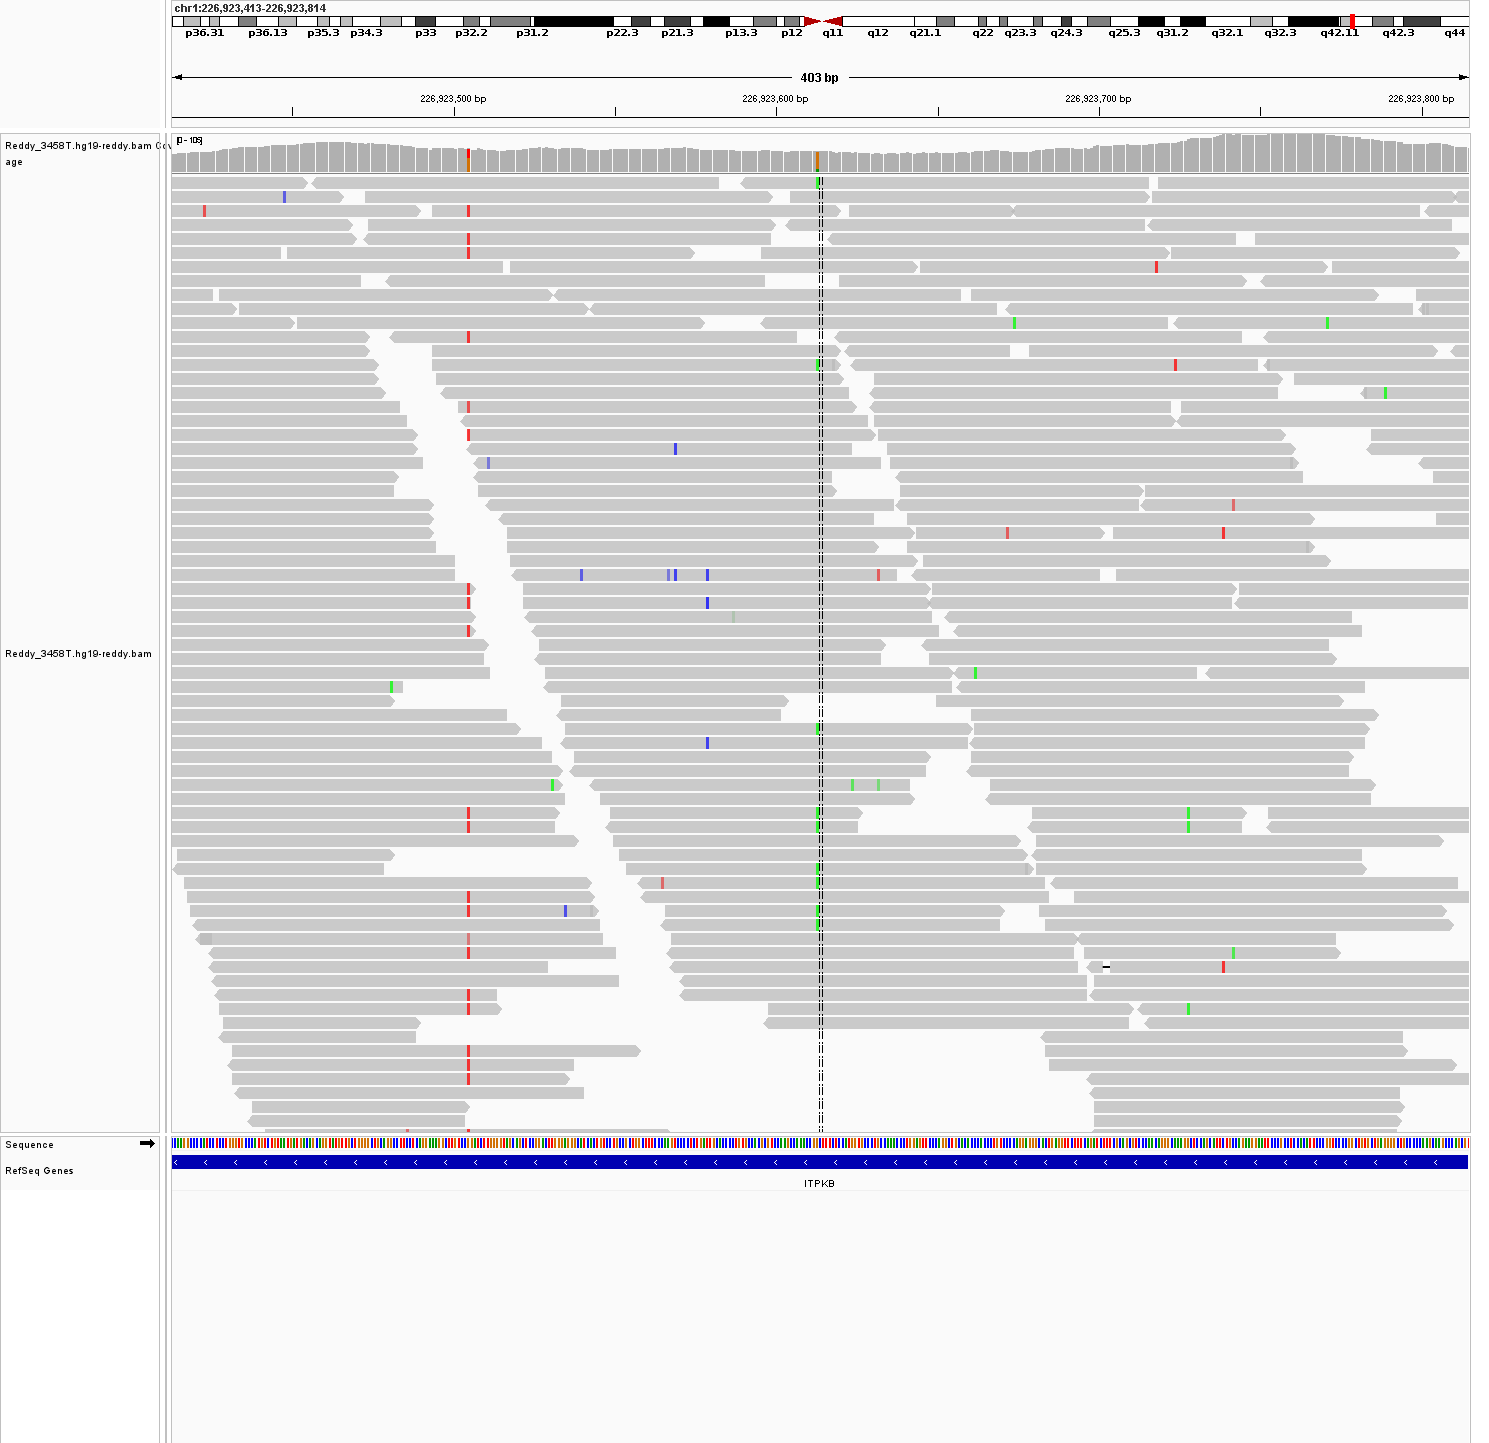 chr1:226,923,413-226,923,814
p36.31 p36.13 p35.3 p34.3 p33 p32.2 p31.2 p22.3 p21.3 p13.3 p12 q11 q12 q21.1 q22 q23.3 q24.3 q25.3 q31.2 q32.1 q32.3 q42.11 q42.3 q44
403 bp
226,923,500 bp 226,923,600 bp 226,923,700 bp 226,923,800 bp
[0 - 105]
Reddy_3458T.hg19-reddy.bam Cov
age
Reddy_3458T.hg19-reddy.bam
Sequence
RefSeq Genes
ITPKB